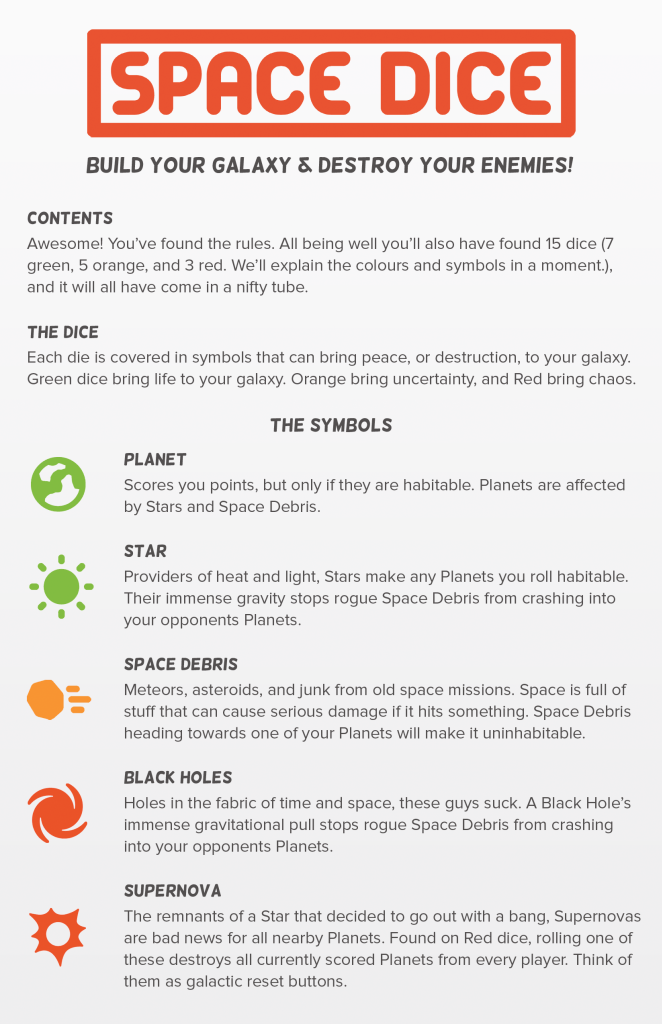 SPACE DICE
BUILD YOUR GALAXY & DESTROY YOUR ENEMIES!
CONTENTS
Awesome! You’ve found the rules. All being well you’ll also have found 15 dice (7
green, 5 orange, and 3 red. We’ll explain the colours and symbols in a moment.),
and it will all have come in a nifty tube.
THE DICE
Each die is covered in symbols that can bring peace, or destruction, to your galaxy.
Green dice bring life to your galaxy. Orange bring uncertainty, and Red bring chaos.
THE SYMBOLS
PLANET
Scores you points, but only if they are habitable. Planets are affected
by Stars and Space Debris.
STAR
Providers of heat and light, Stars make any Planets you roll habitable.
Their immense gravity stops rogue Space Debris from crashing into
your opponents Planets.
SPACE DEBRIS
Meteors, asteroids, and junk from old space missions. Space is full of
stuff that can cause serious damage if it hits something. Space Debris
heading towards one of your Planets will make it uninhabitable.
BLACK HOLES
Holes in the fabric of time and space, these guys suck. A Black Hole’s
immense gravitational pull stops rogue Space Debris from crashing
into your opponents Planets.
SUPERNOVA
The remnants of a Star that decided to go out with a bang, Supernovas
are bad news for all nearby Planets. Found on Red dice, rolling one of
these destroys all currently scored Planets from every player. Think of
them as galactic reset buttons.